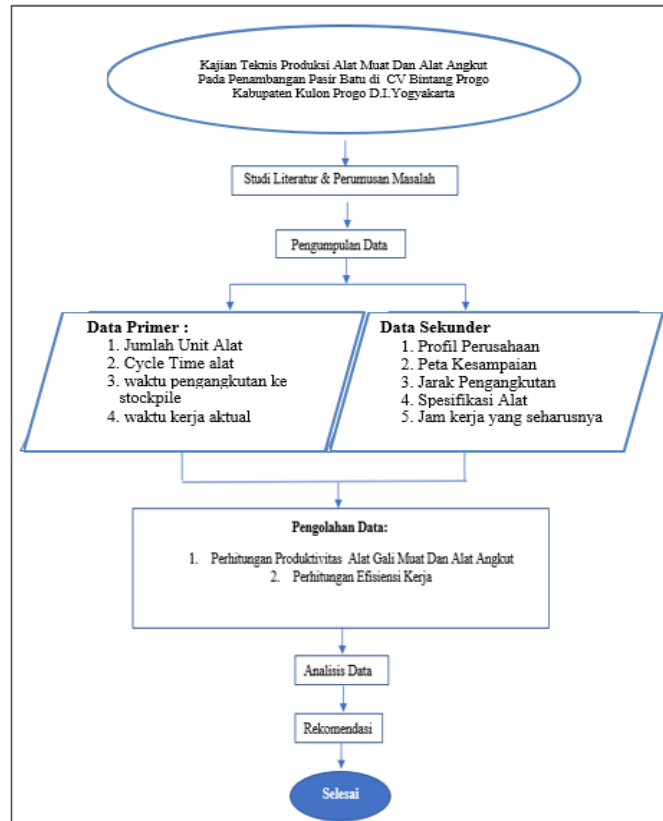 Kajian Teknis Produksi Alat Muat Dan Alat Angkut
Pada Penambangan Pasir Batu di CV Bintang Progo
Kabupaten Kulon Progo D.I.Yogyakarta
Studi Literatur & Perumusan Masalah
Pengumpulan Data
Data Primer :
1. Jumlah Unit Alat
2. Cycle Time alat
3. waktu pengangkutan ke
stockpile
4. waktu kerja aktual
Data Sekunder
1. Profil Perusahaan
2. Peta Kesampaian
3. Jarak Pengangkutan
4. Spesifikasi Alat
5. Jam kerja yang seharusnya
Pengolahan Data:
1. Perhitungan Produktivitas Alat Gali Muat Dan Alat Angkut
2. Perhitungan Efisiensi Kerja
Analisis Data
Rekomendasi
Selesai